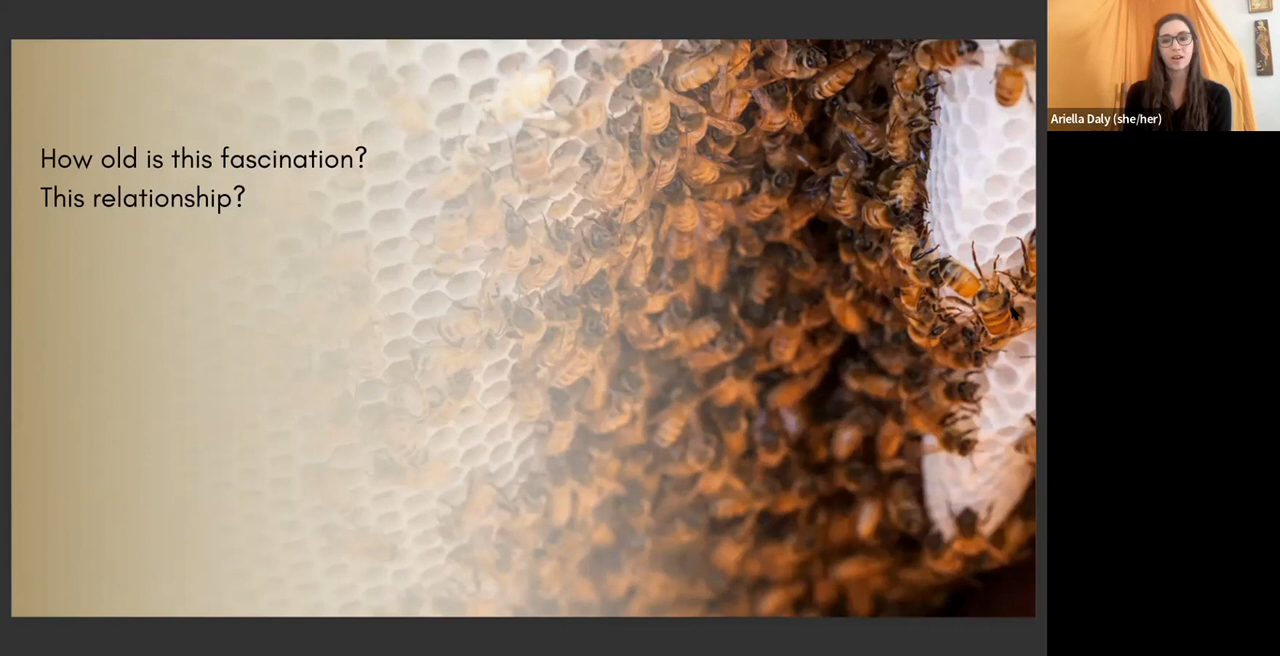 How old is this fascination?
This relationship?
Ariella Daly (she/her)